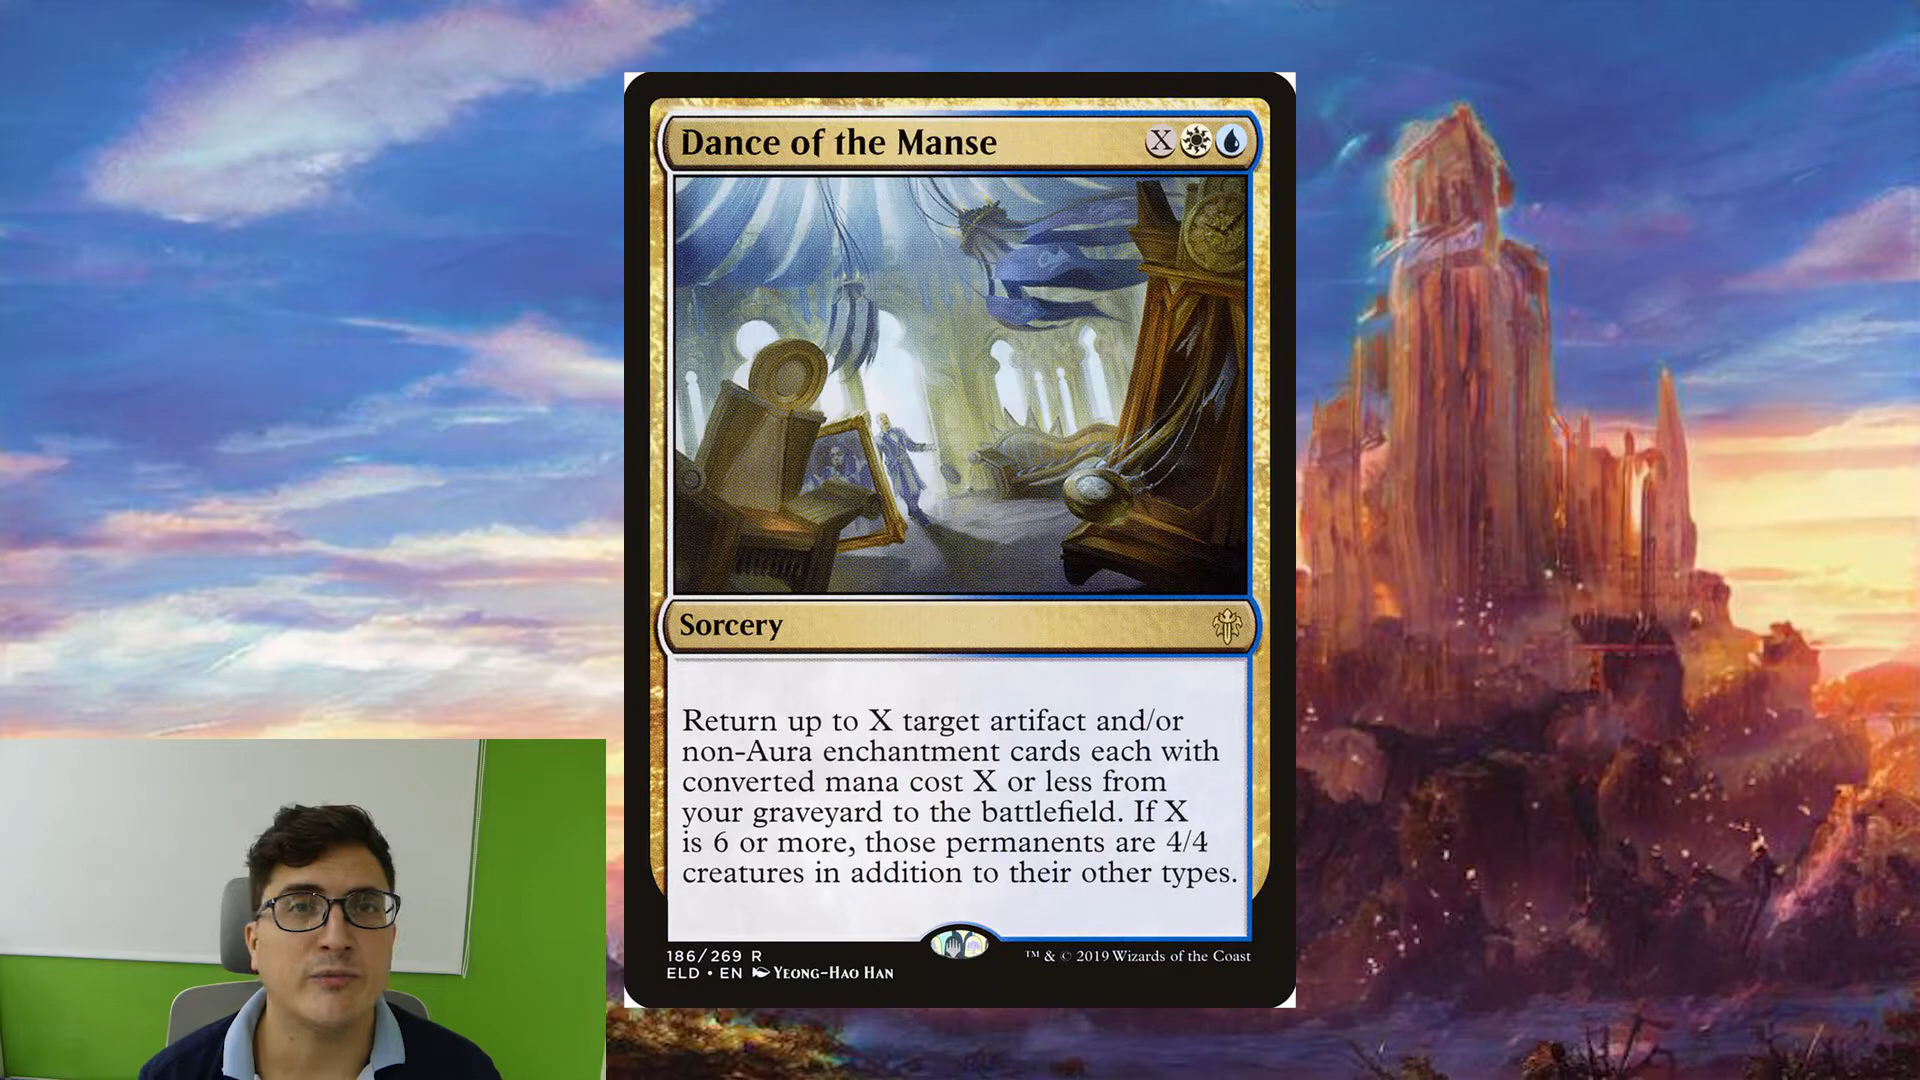 Dance of the Manse X
Sorcery
Return up to X target artifact and/or
non-Aura enchantment cards each with
converted mana cost X or less from
your graveyard to the battlefield. If X
is 6 or more, those permanents are 4/4
creatures in addition to their other types.
186/269 R
™ & © 2019 Wizards of the Coast
ELD • EN Yeong-Hao Han